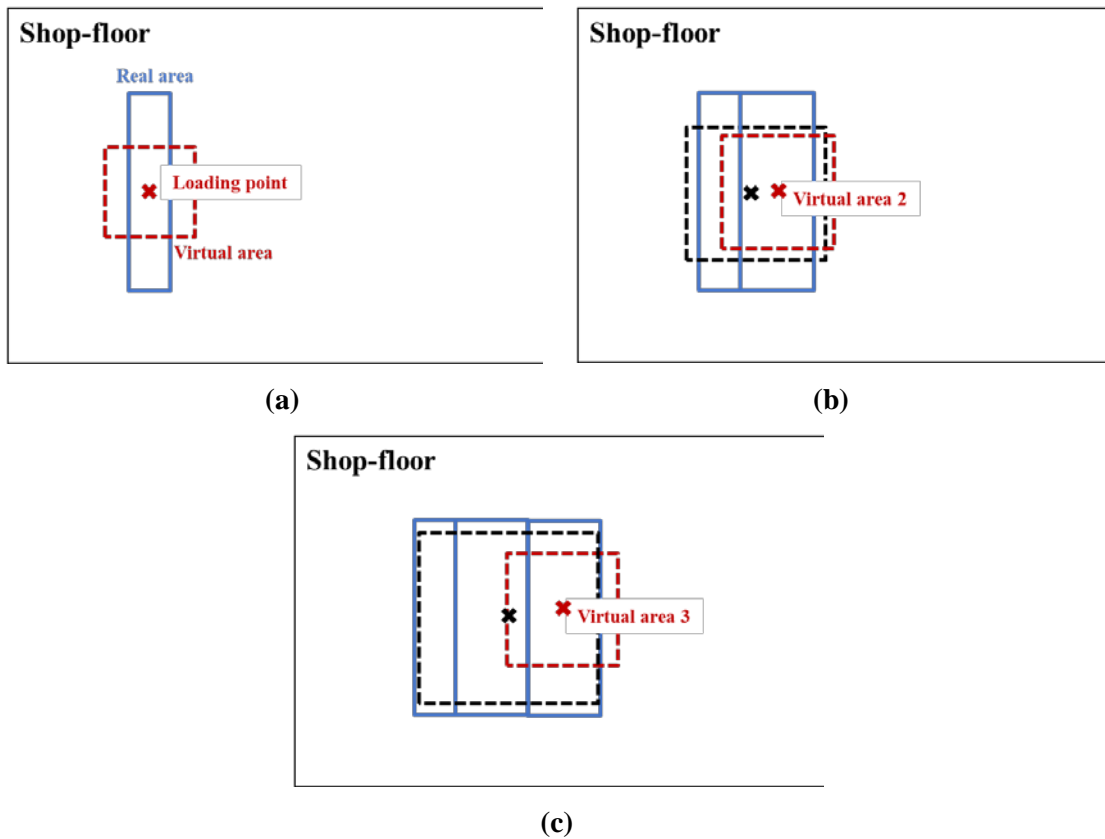 Shop-floor
Real area
Loading point
Virtual area
(a)
Shop-floor
Virtual area 2
(b)
Shop-floor
Virtual area 3
(c)